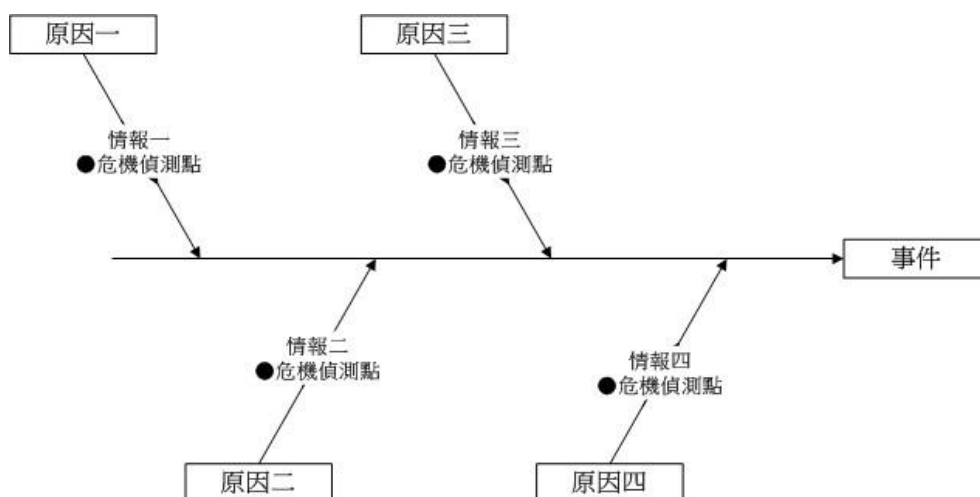 原因一
原因三
情報一
●危機偵測點
情報三
●危機偵測點
事件
情報二
●危機偵測點
情報四
●危機偵測點
原因二
原因四